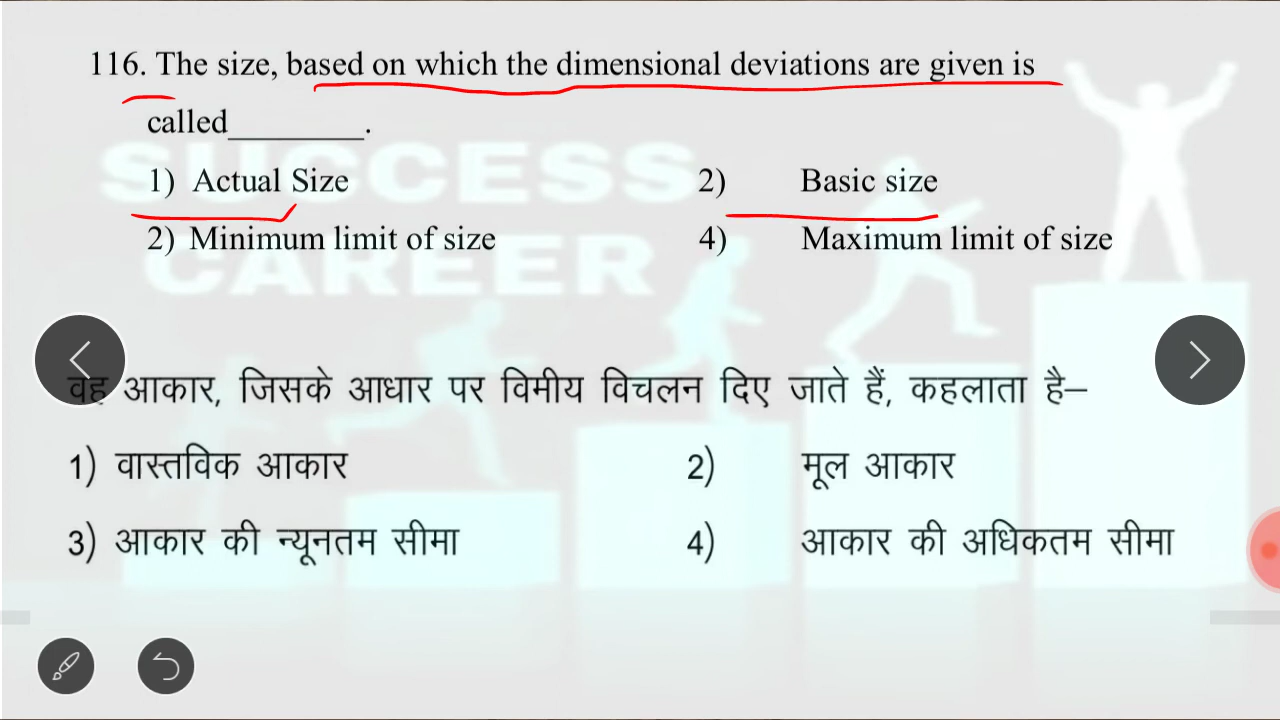 116. The size, based on which the dimensional deviations are given is
called________.
1) Actual Size 2) Basic size
2) Minimum limit of size 4) Maximum limit of size
SUCCESS
CAREER
वह आकार, जिसके आधार पर विमीय विचलन दिए जाते हैं, कहलाता है–
1) वास्तविक आकार 2) मूल आकार
3) आकार की न्यूनतम सीमा 4) आकार की अधिकतम सीमा